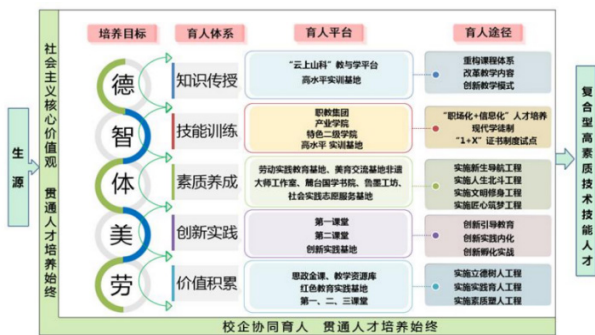 培养目标
育人体系
育人平台
育人途径
生源
社会主义核心价值观 贯通人才培养始终
德
智
体
美
劳
知识传授
“云上山科”教与学平台
高水平实训基地
重构课程体系
改革教学内容
创新教学模式
技能训练
职教集团
产业学院
特色二级学院
高水平 实训基地
“职场化+信息化”人才培养
现代学徒制
“1+X”证书制度试点
素质养成
劳动实践教育基地、美育交流基地非遗
大师工作室、雕台国学书院、鲁墨工坊、
社会实践志愿服务基地
实施新生导航工程
实施人生北斗工程
实施文明修身工程
实施匠心筑梦工程
创新实践
第一课堂
第二课堂
创新实践基地
创新引导教育
创新实践内化
创新孵化实战
价值积累
思政金课、教学资源库
红色教育实践基地
第一、二、三课堂
实施立德树人工程
实施实践育人工程
实施素质塑人工程
复合型高素质技术技能人才
校企协同育人 贯通人才培养始终